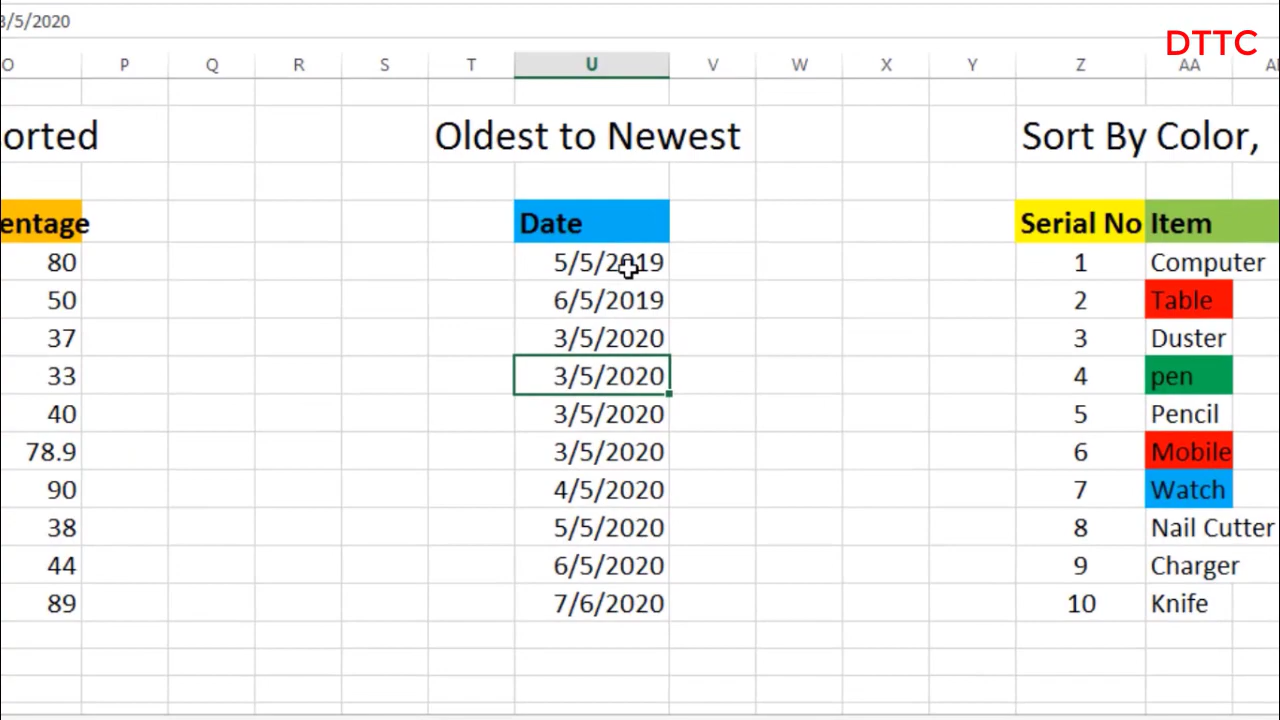 3/5/2020
DTTC
O P Q R S T U V W X Y Z AA
orted Oldest to Newest Sort By Color,
entage Date Serial No Item
80 5/5/2019 1 Computer
50 6/5/2019 2 Table
37 3/5/2020 3 Duster
33 3/5/2020 4 pen
40 3/5/2020 5 Pencil
78.9 3/5/2020 6 Mobile
90 4/5/2020 7 Watch
38 5/5/2020 8 Nail Cutter
44 6/5/2020 9 Charger
89 7/6/2020 10 Knife